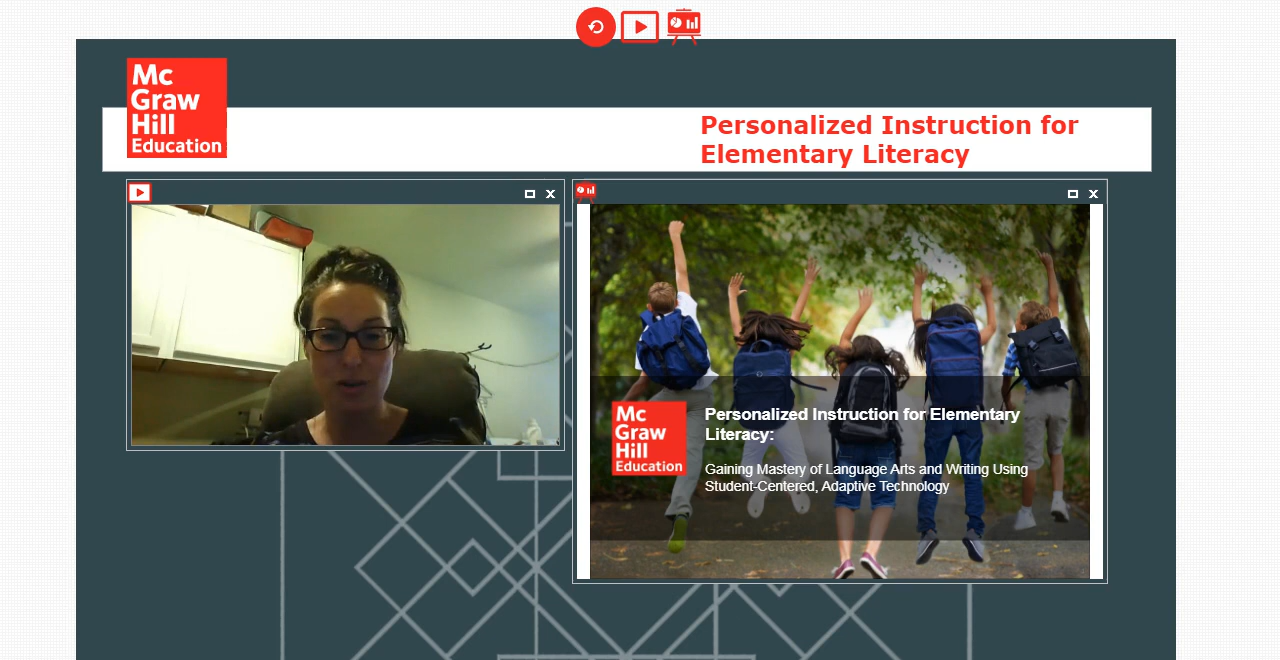 Mc
Graw
Hill
Education
Personalized Instruction for
Elementary Literacy
Mc
Graw
Hill
Education
Personalized Instruction for Elementary
Literacy:
Gaining Mastery of Language Arts and Writing Using
Student-Centered, Adaptive Technology